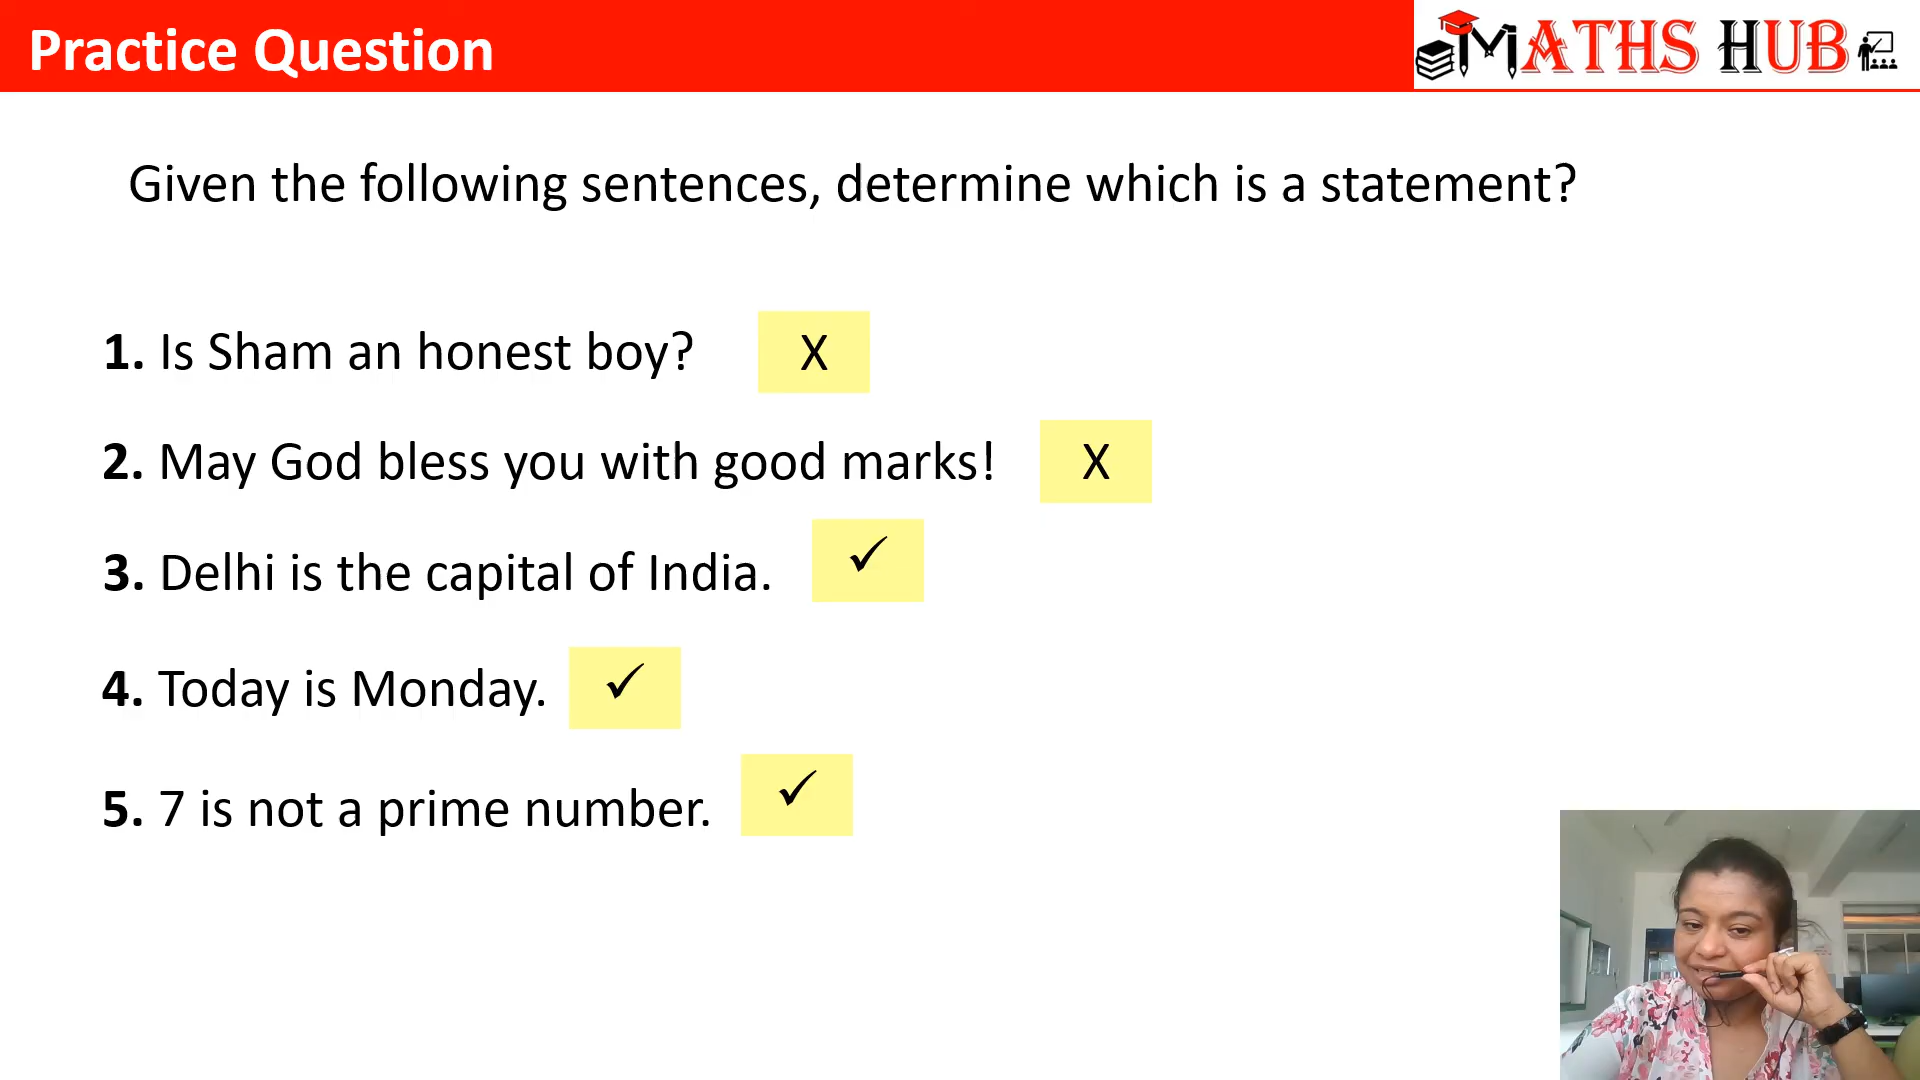 Practice Question
MATHS HUB
Given the following sentences, determine which is a statement?
1. Is Sham an honest boy? X
2. May God bless you with good marks! X
3. Delhi is the capital of India. ✓
4. Today is Monday. ✓
5. 7 is not a prime number. ✓